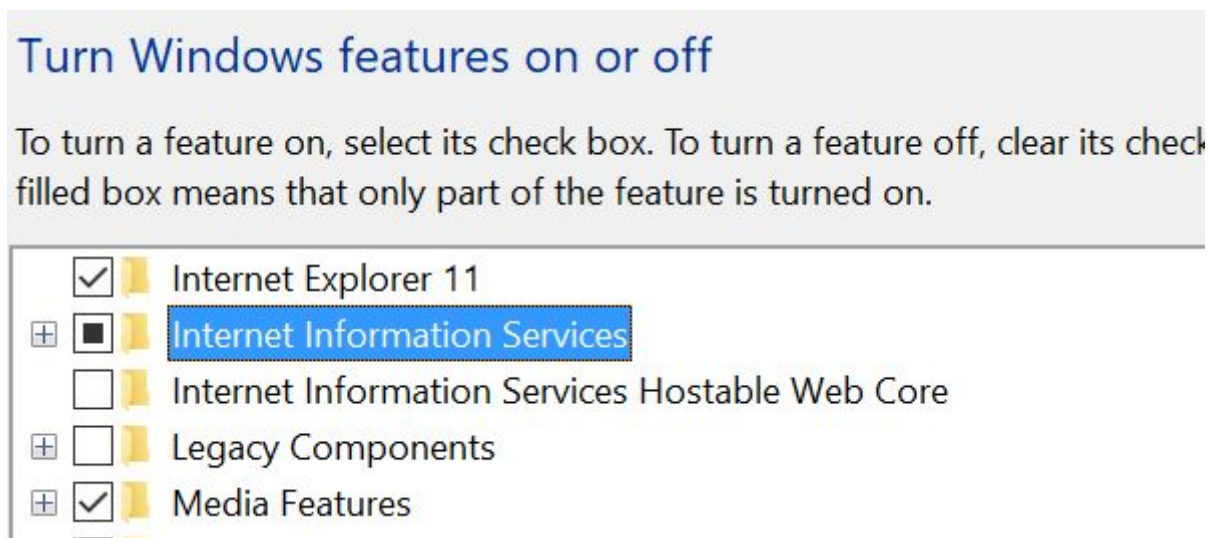 Turn Windows features on or off
To turn a feature on, select its check box. To turn a feature off, clear its check
filled box means that only part of the feature is turned on.
Internet Explorer 11
Internet Information Services
Internet Information Services Hostable Web Core
Legacy Components
Media Features